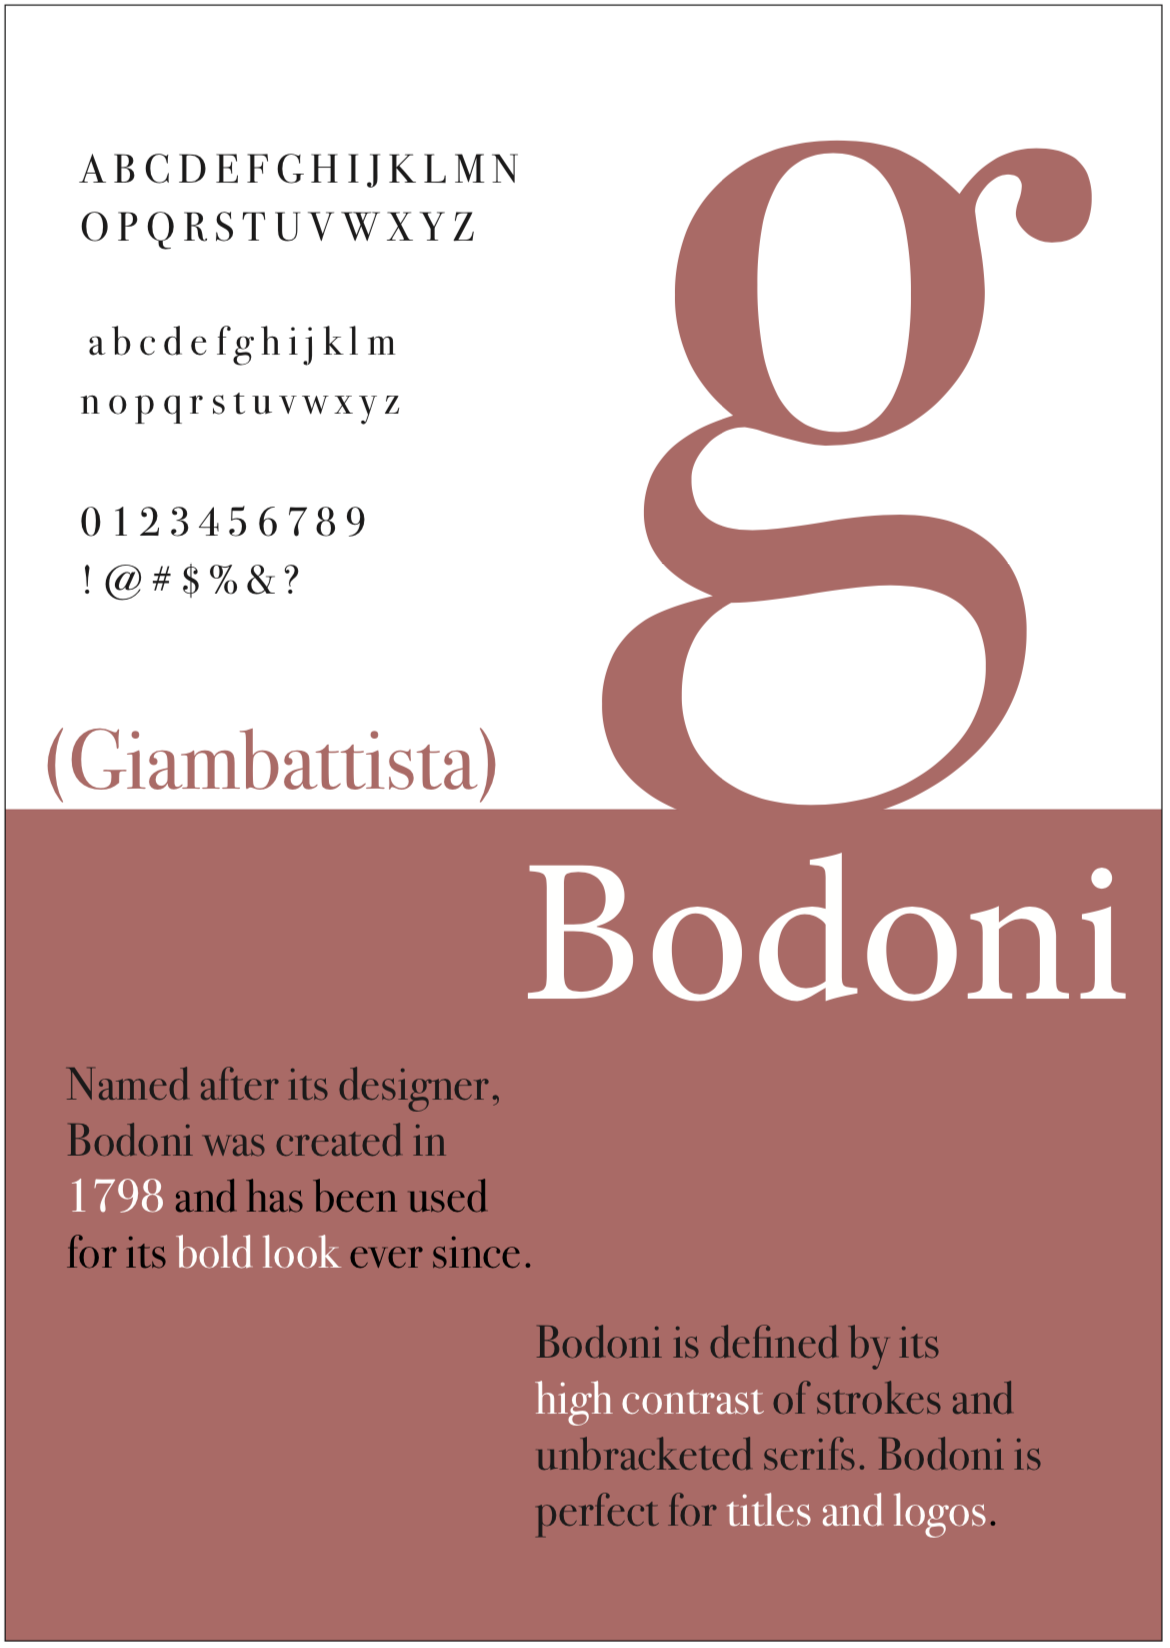 A B C D E F G H I J K L M N
O P Q R S T U V W X Y Z
a b c d e f g h i j k l m
n o p q r s t u v w x y z
0 1 2 3 4 5 6 7 8 9
! @ # $ % & ?
g
(Giambattista)
Bodoni
Named after its designer,
Bodoni was created in
1798 and has been used
for its bold look ever since.
Bodoni is defined by its
high contrast of strokes and
unbracketed serifs. Bodoni is
perfect for titles and logos.